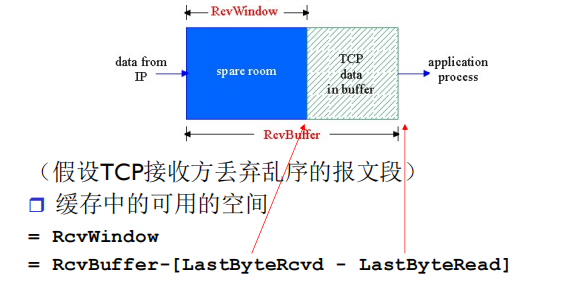 RcvWindow
data from
IP
spare room
TCP
data
in buffer
application
process
RcvBuffer
（假设TCP接收方丢弃乱序的报文段）
缓存中的可用的空间
= RcvWindow
= RcvBuffer-[LastByteRcvd - LastByteRead]